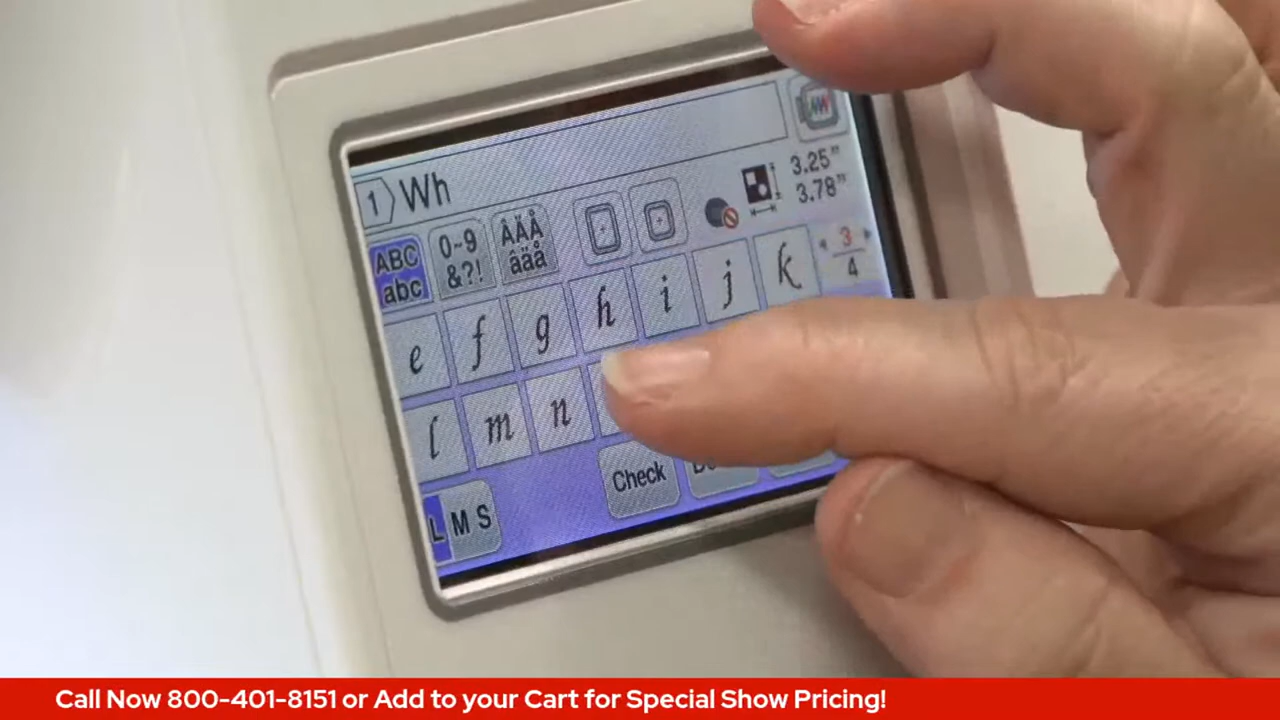 1 Wh
3.25"
3.78"
ABC
abc
0~9
&?!
ÂÄÅ
âäå
3
4
e f g h i j k
l m n
L M S
Check
Call Now 800-401-8151 or Add to your Cart for Special Show Pricing!